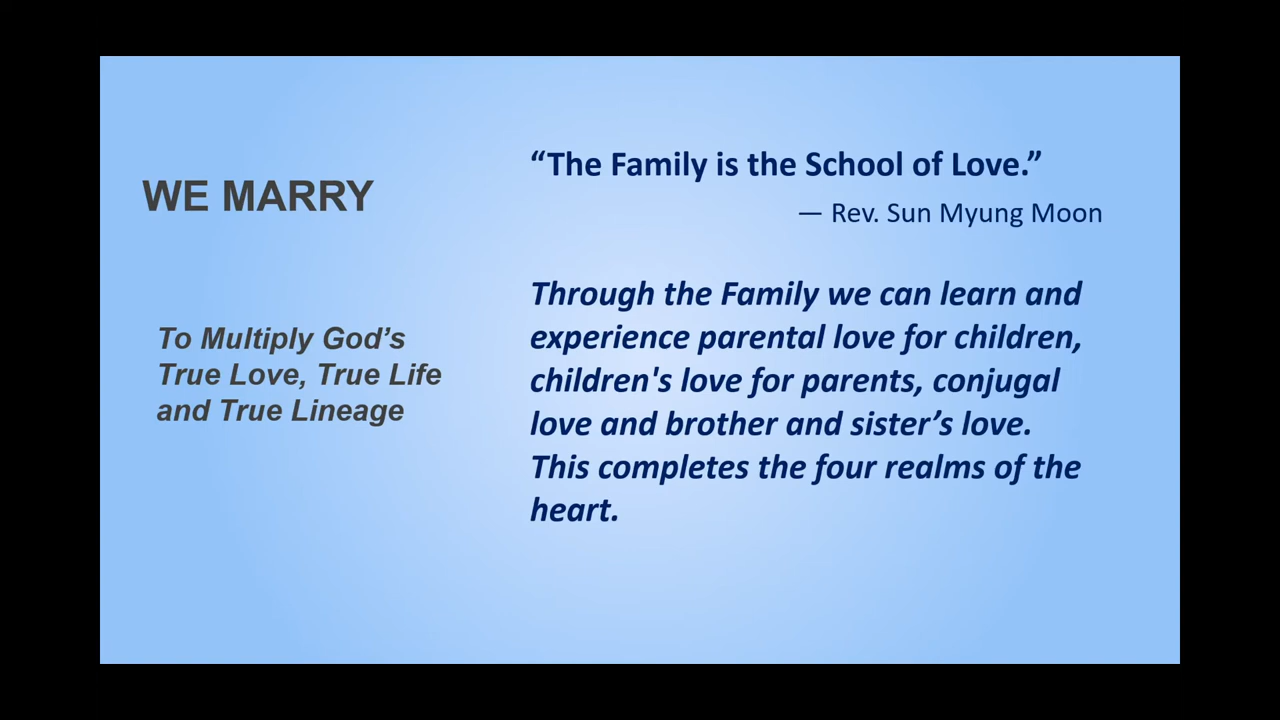 WE MARRY
To Multiply God’s
True Love, True Life
and True Lineage
“The Family is the School of Love.”
— Rev. Sun Myung Moon
Through the Family we can learn and
experience parental love for children,
children's love for parents, conjugal
love and brother and sister’s love.
This completes the four realms of the
heart.